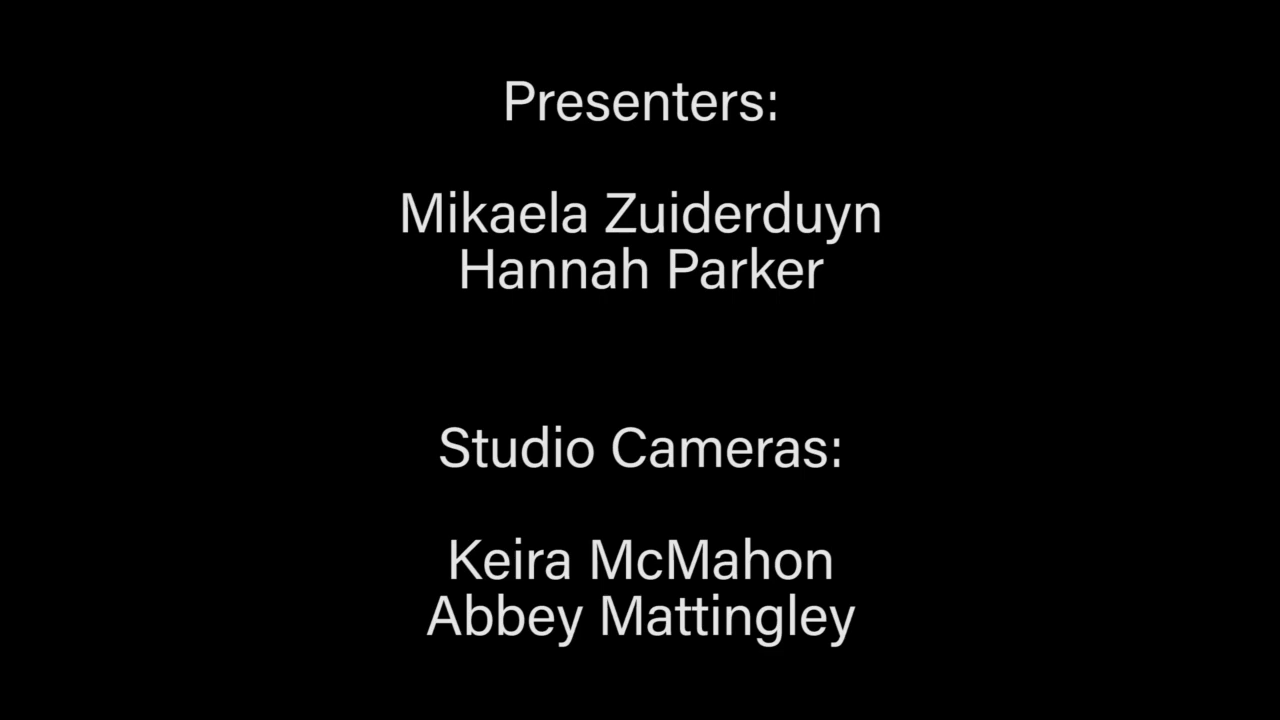 Presenters:
Mikaela Zuiderduyn
Hannah Parker
Studio Cameras:
Keira McMahon
Abbey Mattingley